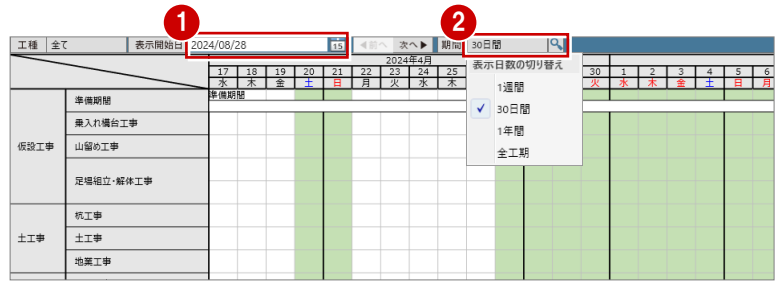 1 2
工種 全て 表示開始日 2024/08/28 15 ◀前へ 次へ▶ 期間 30日間
2024年4月
17 18 19 20 21 22 23 24 25 30 1 2 3 4 5 6
水 木 金 土 日 月 火 水 木 火 水 木 金 土 日 月
表示日数の切り替え
1週間
✓ 30日間
1年間
全工期
準備期間
準備期間
乗入れ構台工事
仮設工事 山留め工事
足場組立・解体工事
杭工事
土工事 土工事
地業工事